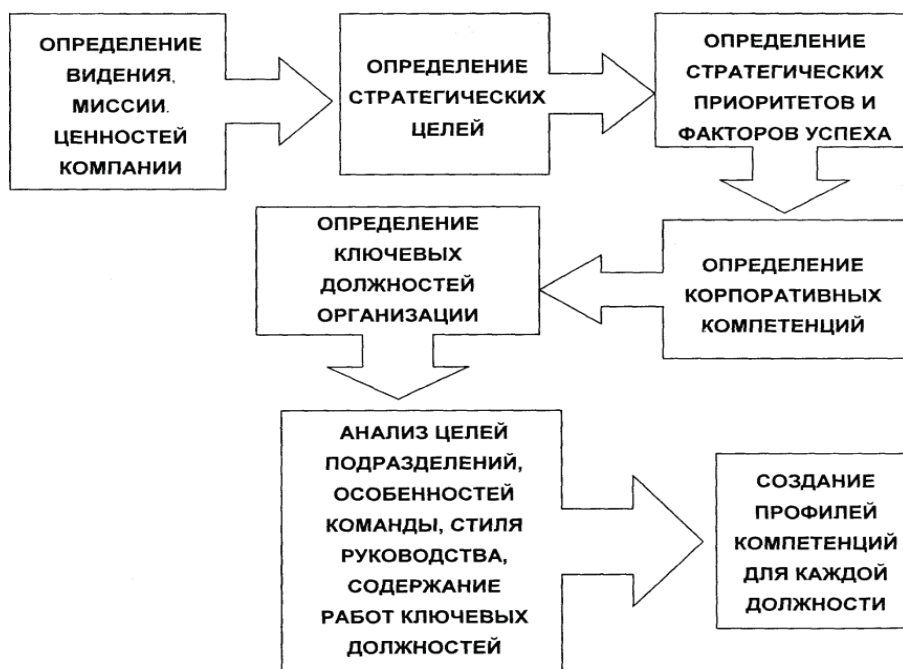 ОПРЕДЕЛЕНИЕ
ВИДЕНИЯ,
МИССИИ.
ЦЕННОСТЕЙ
КОМПАНИИ
ОПРЕДЕЛЕНИЕ
СТРАТЕГИЧЕСКИХ
ЦЕЛЕЙ
ОПРЕДЕЛЕНИЕ
СТРАТЕГИЧЕСКИХ
ПРИОРИТЕТОВ И
ФАКТОРОВ УСПЕХА
ОПРЕДЕЛЕНИЕ
КОРПОРАТИВНЫХ
КОМПЕТЕНЦИЙ
ОПРЕДЕЛЕНИЕ
КЛЮЧЕВЫХ
ДОЛЖНОСТЕЙ
ОРГАНИЗАЦИИ
АНАЛИЗ ЦЕЛЕЙ
ПОДРАЗДЕЛЕНИЙ,
ОСОБЕННОСТЕЙ
КОМАНДЫ, СТИЛЯ
РУКОВОДСТВА,
СОДЕРЖАНИЕ
РАБОТ КЛЮЧЕВЫХ
ДОЛЖНОСТЕЙ
СОЗДАНИЕ
ПРОФИЛЕЙ
КОМПЕТЕНЦИЙ
ДЛЯ КАЖДОЙ
ДОЛЖНОСТИ